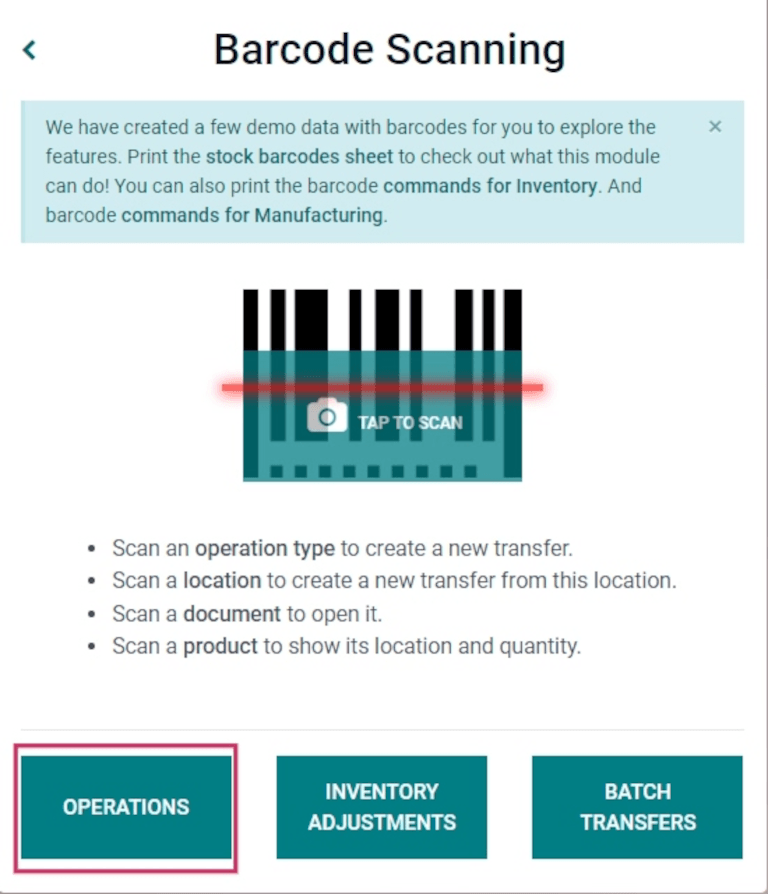 Barcode Scanning
We have created a few demo data with barcodes for you to explore the
features. Print the stock barcodes sheet to check out what this module
can do! You can also print the barcode commands for Inventory. And
barcode commands for Manufacturing.
TAP TO SCAN
Scan an operation type to create a new transfer.
Scan a location to create a new transfer from this location.
Scan a document to open it.
Scan a product to show its location and quantity.
OPERATIONS
INVENTORY
ADJUSTMENTS
BATCH
TRANSFERS